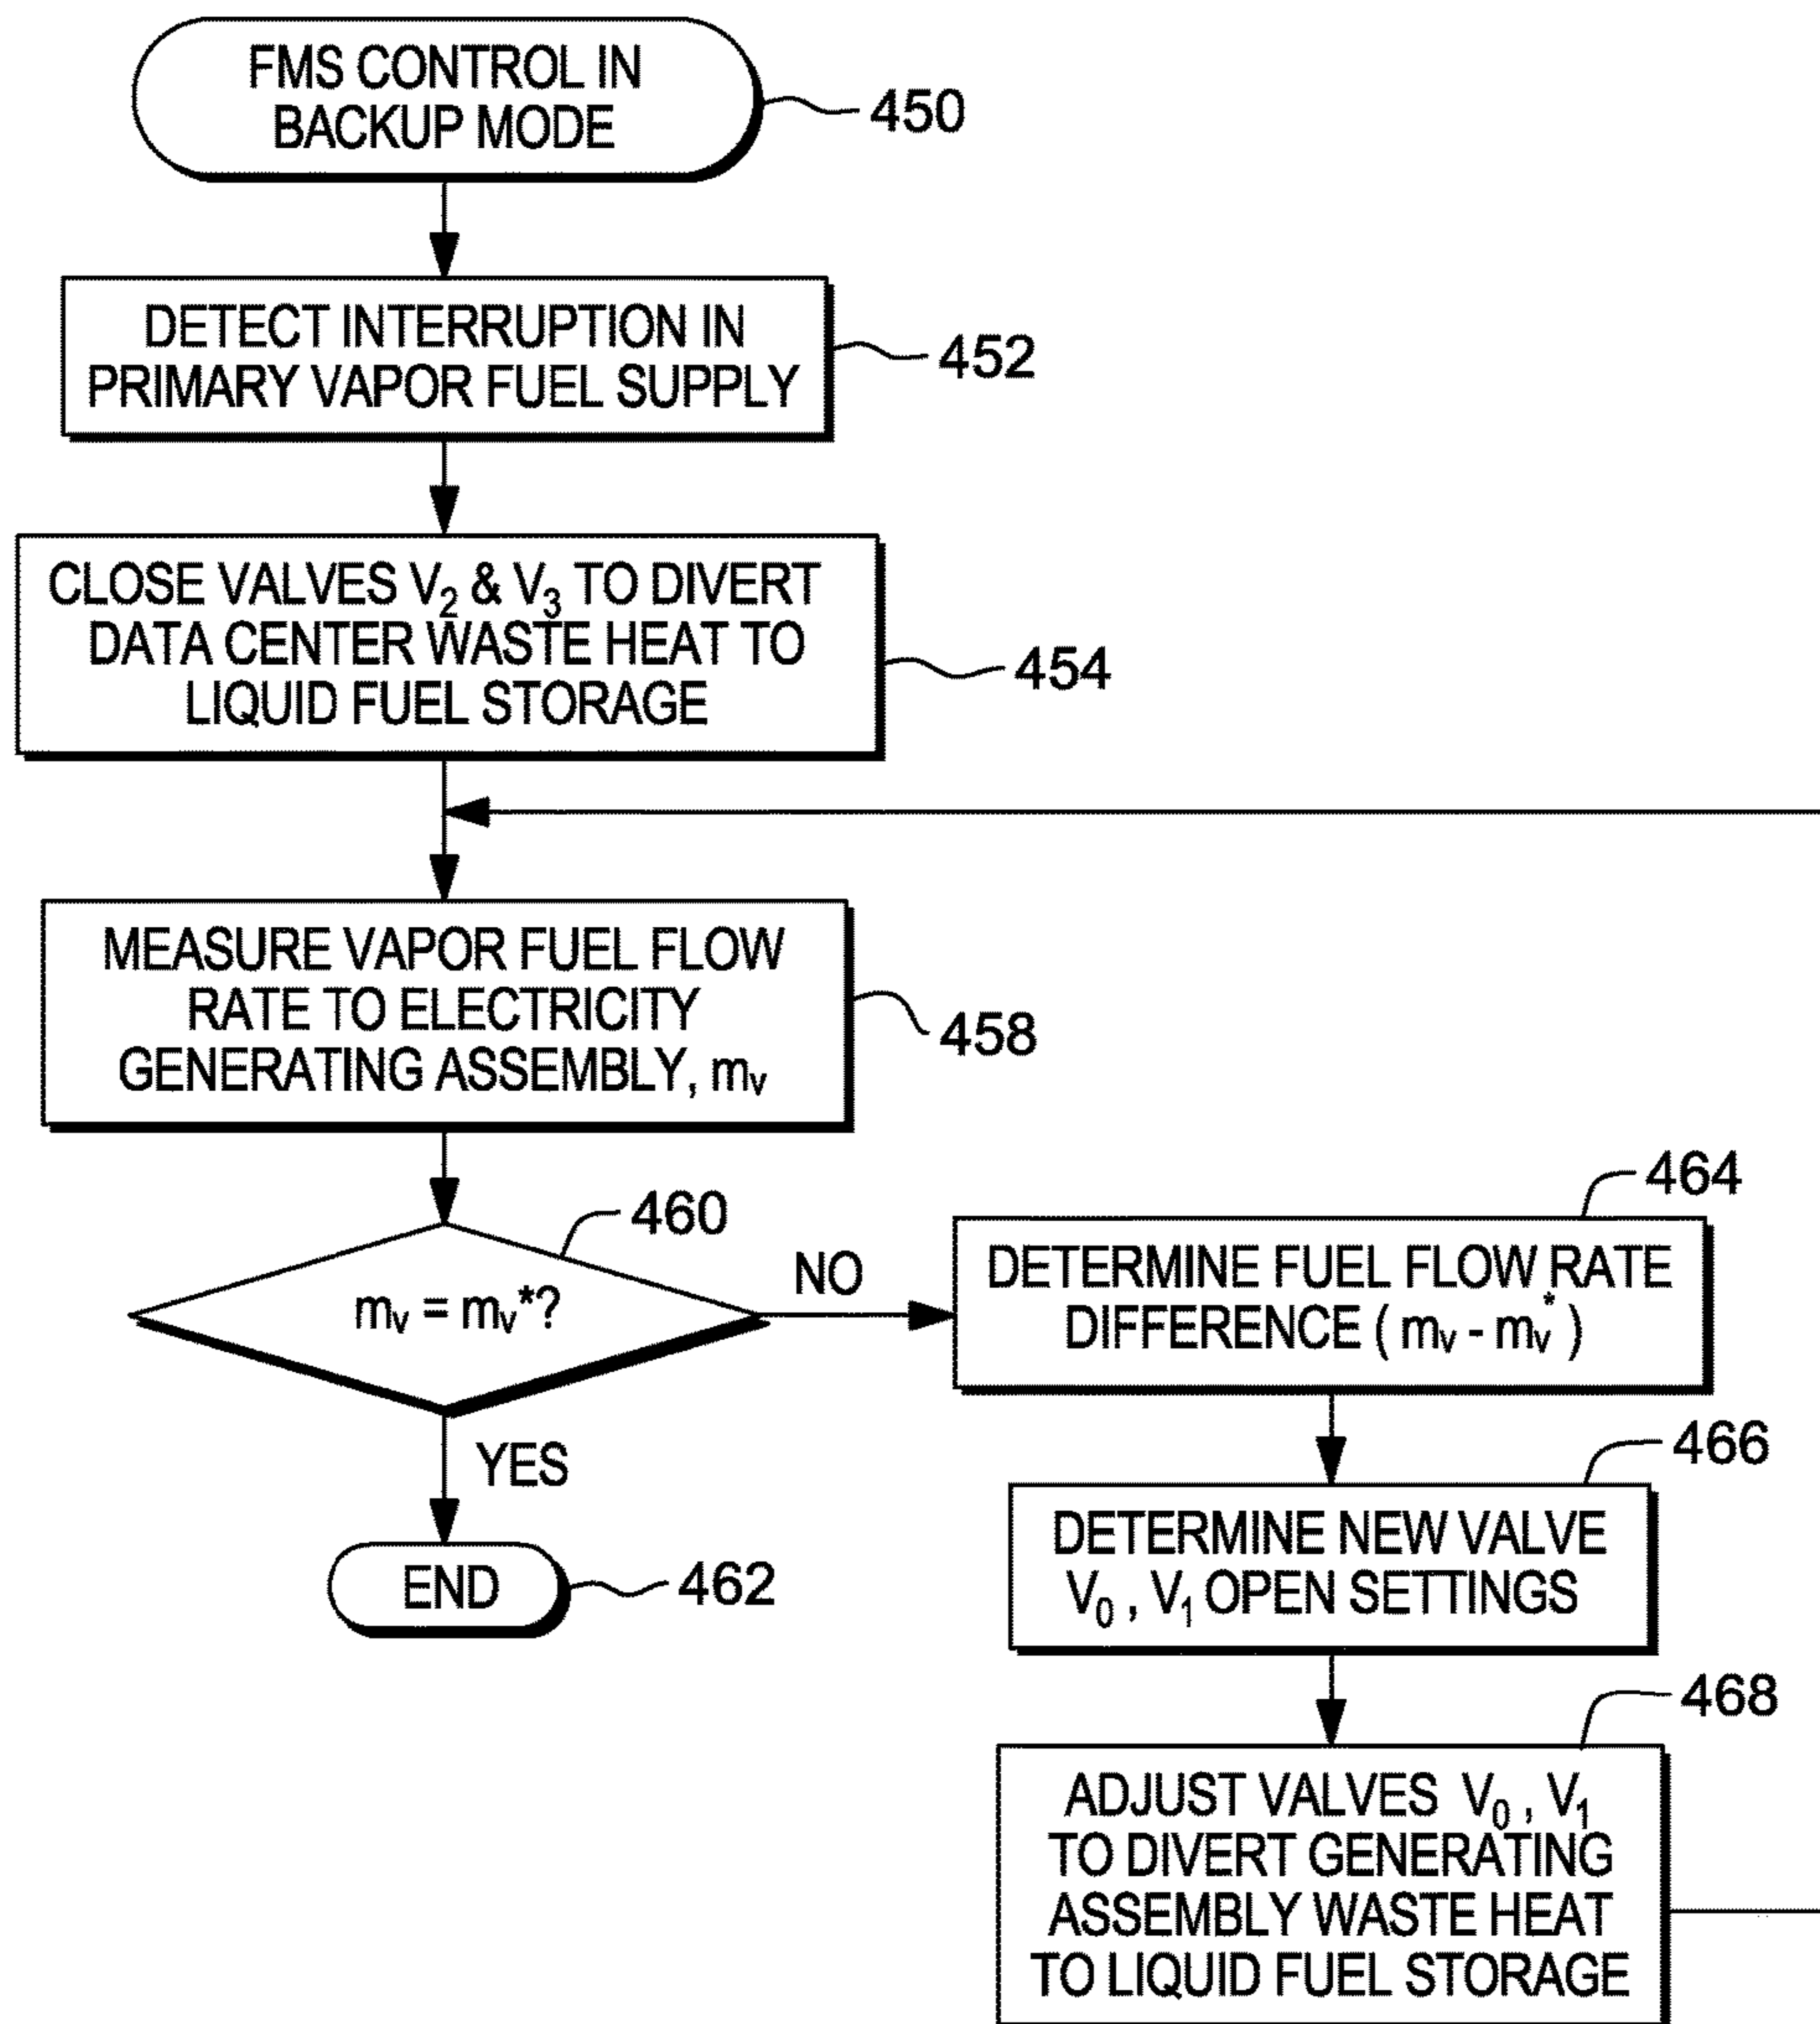 FMS CONTROL IN
BACKUP MODE
450
DETECT INTERRUPTION IN
PRIMARY VAPOR FUEL SUPPLY
452
CLOSE VALVES V₂ & V₃ TO DIVERT
DATA CENTER WASTE HEAT TO
LIQUID FUEL STORAGE
454
MEASURE VAPOR FUEL FLOW
RATE TO ELECTRICITY
GENERATING ASSEMBLY, mᵥ
458
460
mᵥ = mᵥ*?
NO
YES
END
462
464
DETERMINE FUEL FLOW RATE
DIFFERENCE ( mᵥ - mᵥ* )
466
DETERMINE NEW VALVE
V₀ , V₁ OPEN SETTINGS
468
ADJUST VALVES V₀ , V₁
TO DIVERT GENERATING
ASSEMBLY WASTE HEAT
TO LIQUID FUEL STORAGE